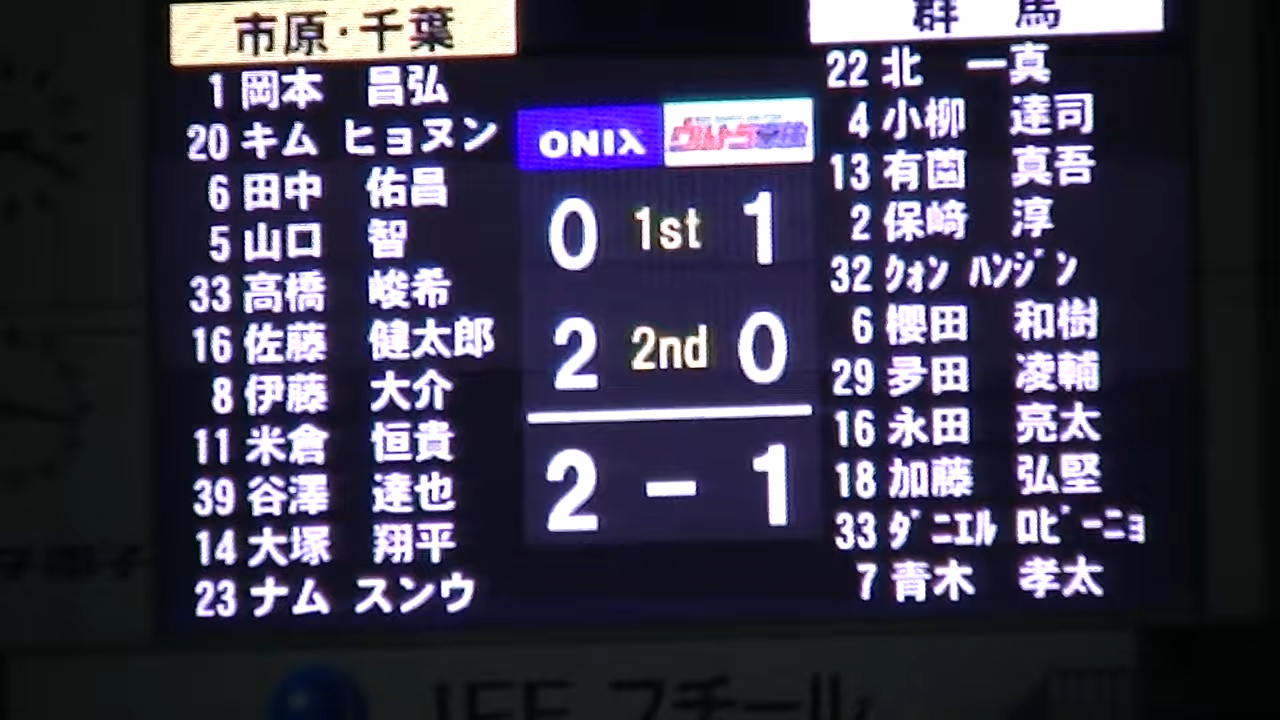 市原・千葉
1 岡本 昌弘
20 キム ヒョヌン
6 田中 佑昌
5 山口 智
33 高橋 峻希
16 佐藤 健太郎
8 伊藤 大介
11 米倉 恒貴
39 谷澤 達也
14 大塚 翔平
23 ナム スンウ
ONIX
0 1st 1
2 2nd 0
2 - 1
群 馬
22 北 一真
4 小柳 達司
13 有薗 真吾
2 保﨑 淳
32 ｸｫﾝ ﾊﾝｼﾞﾝ
6 櫻田 和樹
29 夛田 凌輔
16 永田 亮太
18 加藤 弘堅
33 ﾀﾞﾆｴﾙ ﾛﾋﾞｰﾆｮ
7 青木 孝太
JFE スチール